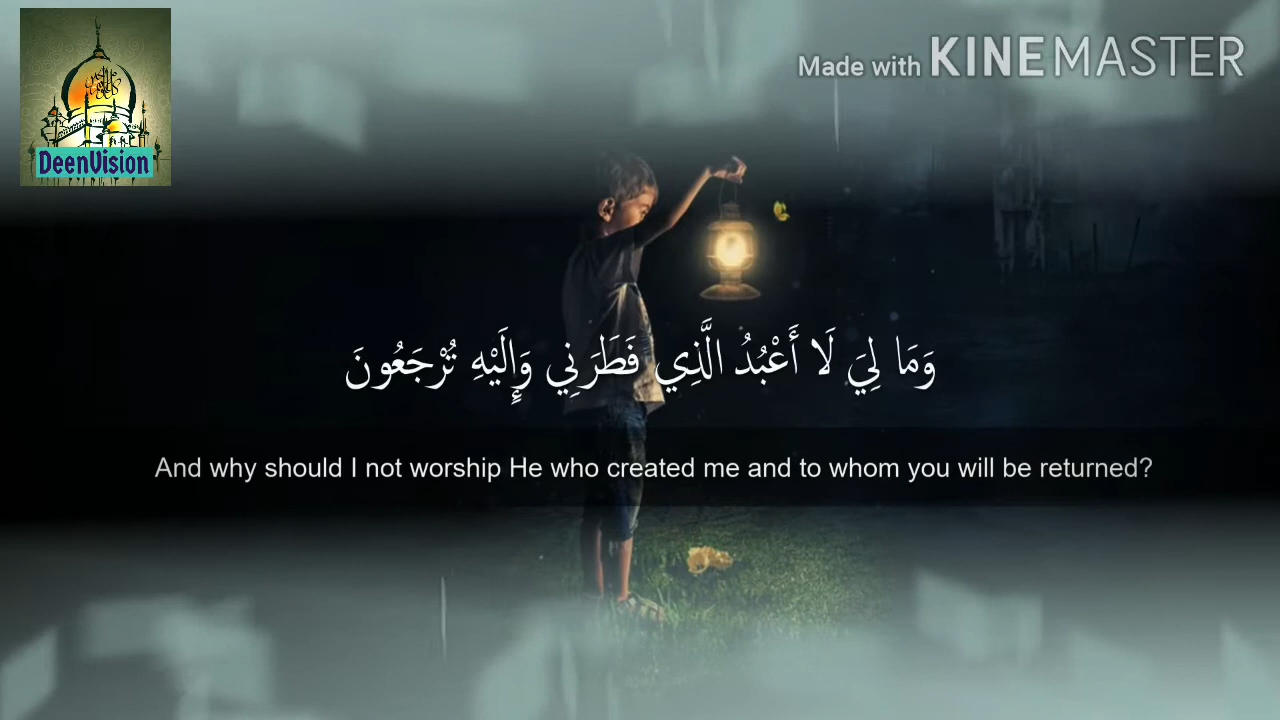 Made with KINEMASTER
DeenVision
وَمَا لِيَ لَا أَعْبُدُ الَّذِي فَطَرَنِي وَإِلَيْهِ تُرْجَعُونَ
And why should I not worship He who created me and to whom you will be returned?